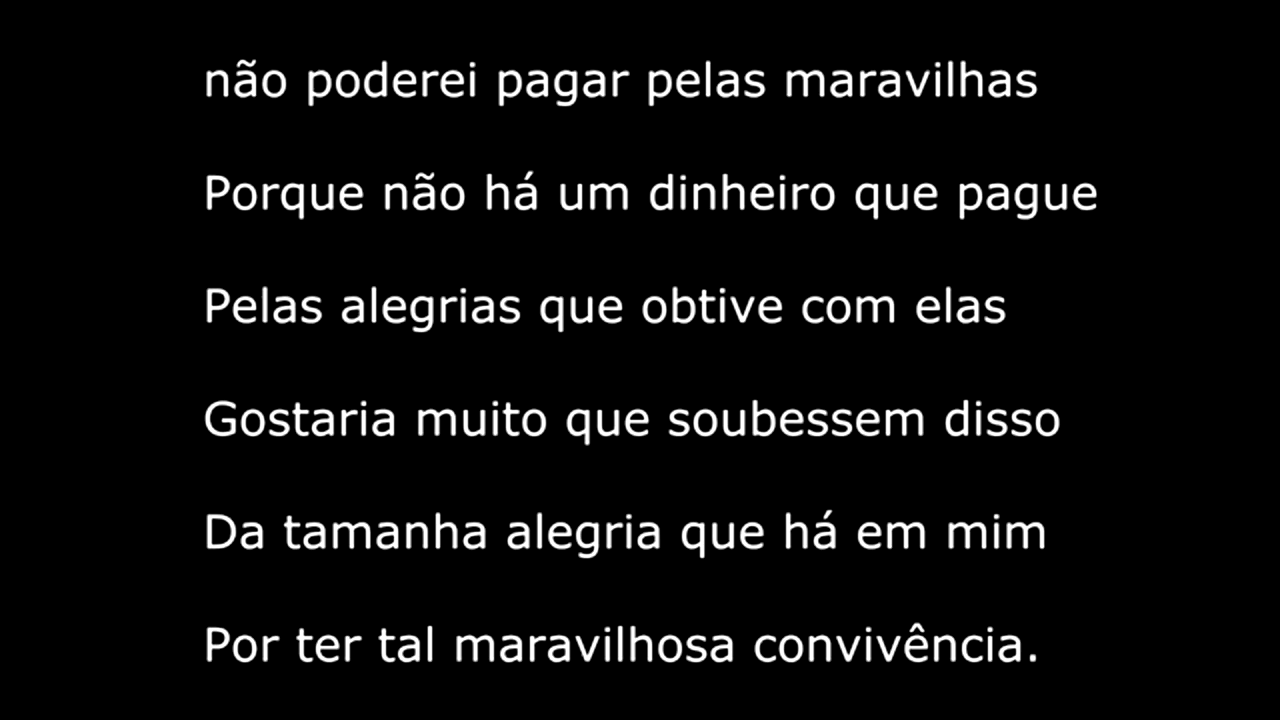 não poderei pagar pelas maravilhas
Porque não há um dinheiro que pague
Pelas alegrias que obtive com elas
Gostaria muito que soubessem disso
Da tamanha alegria que há em mim
Por ter tal maravilhosa convivência.